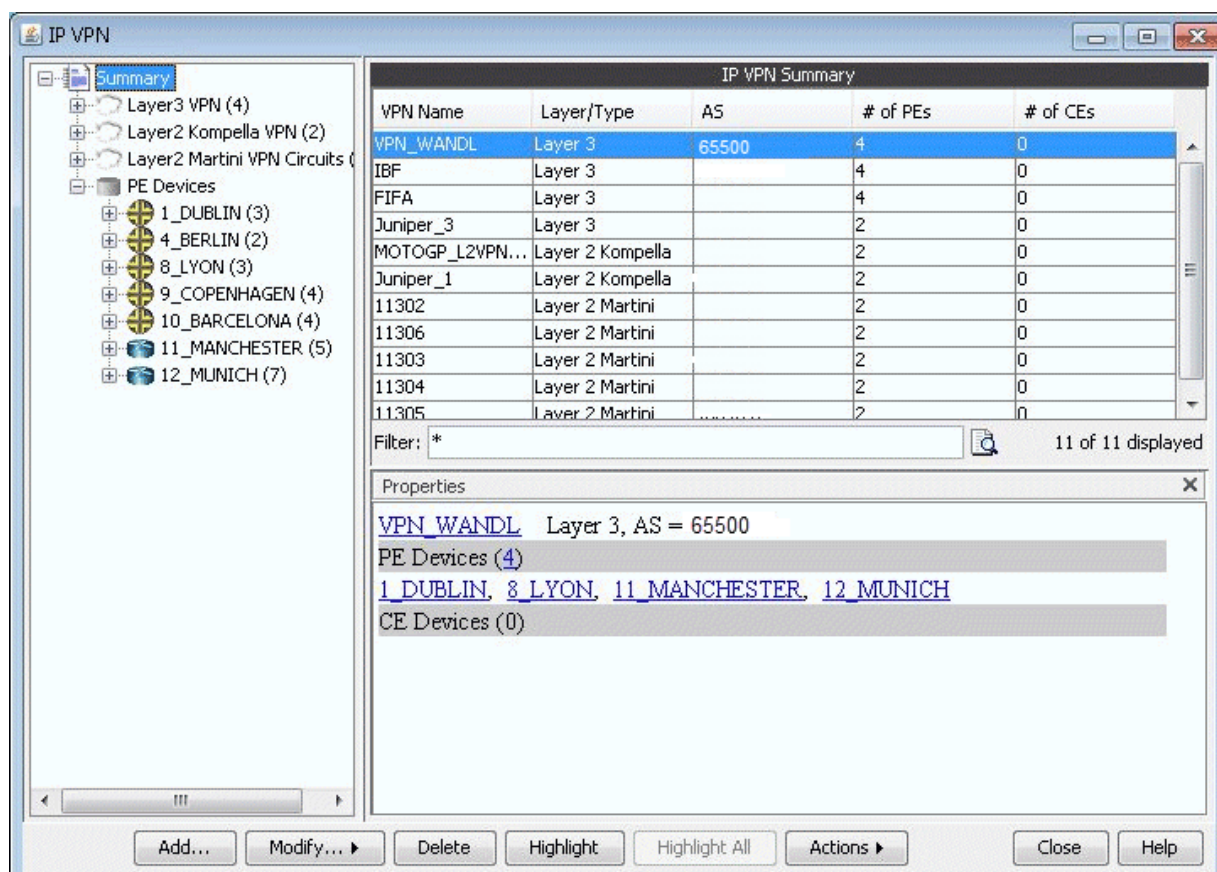 IP VPN
Summary
Layer3 VPN (4)
Layer2 Kompella VPN (2)
Layer2 Martini VPN Circuits (
PE Devices
1_DUBLIN (3)
4_BERLIN (2)
8_LYON (3)
9_COPENHAGEN (4)
10_BARCELONA (4)
11_MANCHESTER (5)
12_MUNICH (7)
IP VPN Summary
VPN Name Layer/Type AS # of PEs # of CEs
VPN_WANDL Layer 3 65500 4 0
IBF Layer 3 4 0
FIFA Layer 3 4 0
Juniper_3 Layer 3 2 0
MOTOGP_L2VPN... Layer 2 Kompella 2 0
Juniper_1 Layer 2 Kompella 2 0
11302 Layer 2 Martini 2 0
11306 Layer 2 Martini 2 0
11303 Layer 2 Martini 2 0
11304 Layer 2 Martini 2 0
11305 Layer 2 Martini 2 0
Filter: * 11 of 11 displayed
Properties
VPN_WANDL Layer 3, AS = 65500
PE Devices (4)
1_DUBLIN, 8_LYON, 11_MANCHESTER, 12_MUNICH
CE Devices (0)
Add... Modify... Delete Highlight Highlight All Actions Close Help